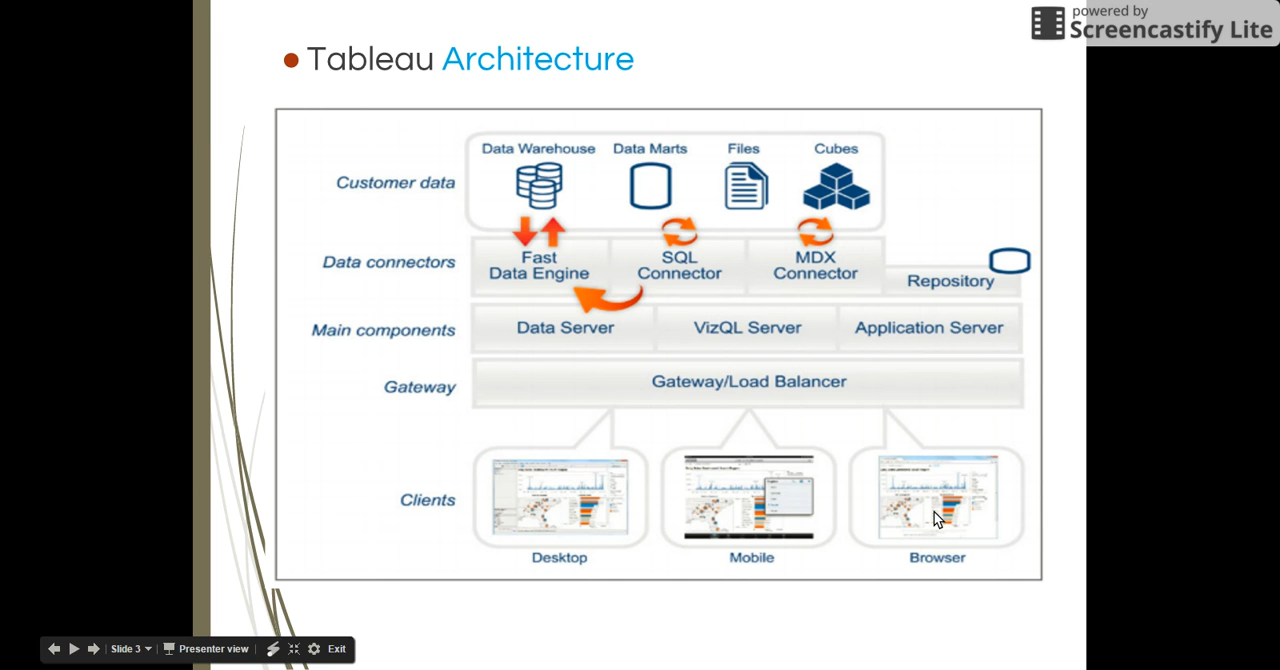 powered by
Screencastify Lite
Tableau Architecture
Data Warehouse
Data Marts
Files
Cubes
Customer data
Data connectors
Fast
Data Engine
SQL
Connector
MDX
Connector
Repository
Main components
Data Server
VizQL Server
Application Server
Gateway
Gateway/Load Balancer
Clients
Desktop
Mobile
Browser
Slide 3
Presenter view
Exit